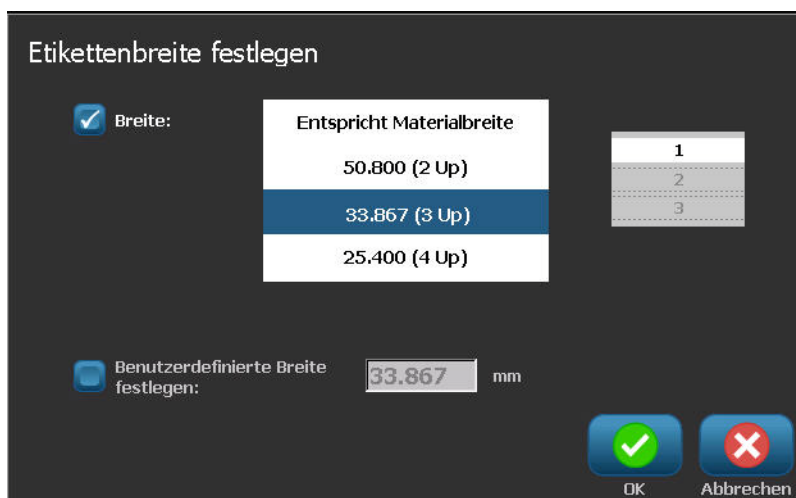 Etikettenbreite festlegen
Breite:
Entspricht Materialbreite
50.800 (2 Up)
33.867 (3 Up)
25.400 (4 Up)
1
2
3
Benutzerdefinierte Breite
festlegen:
33.867 mm
OK Abbrechen